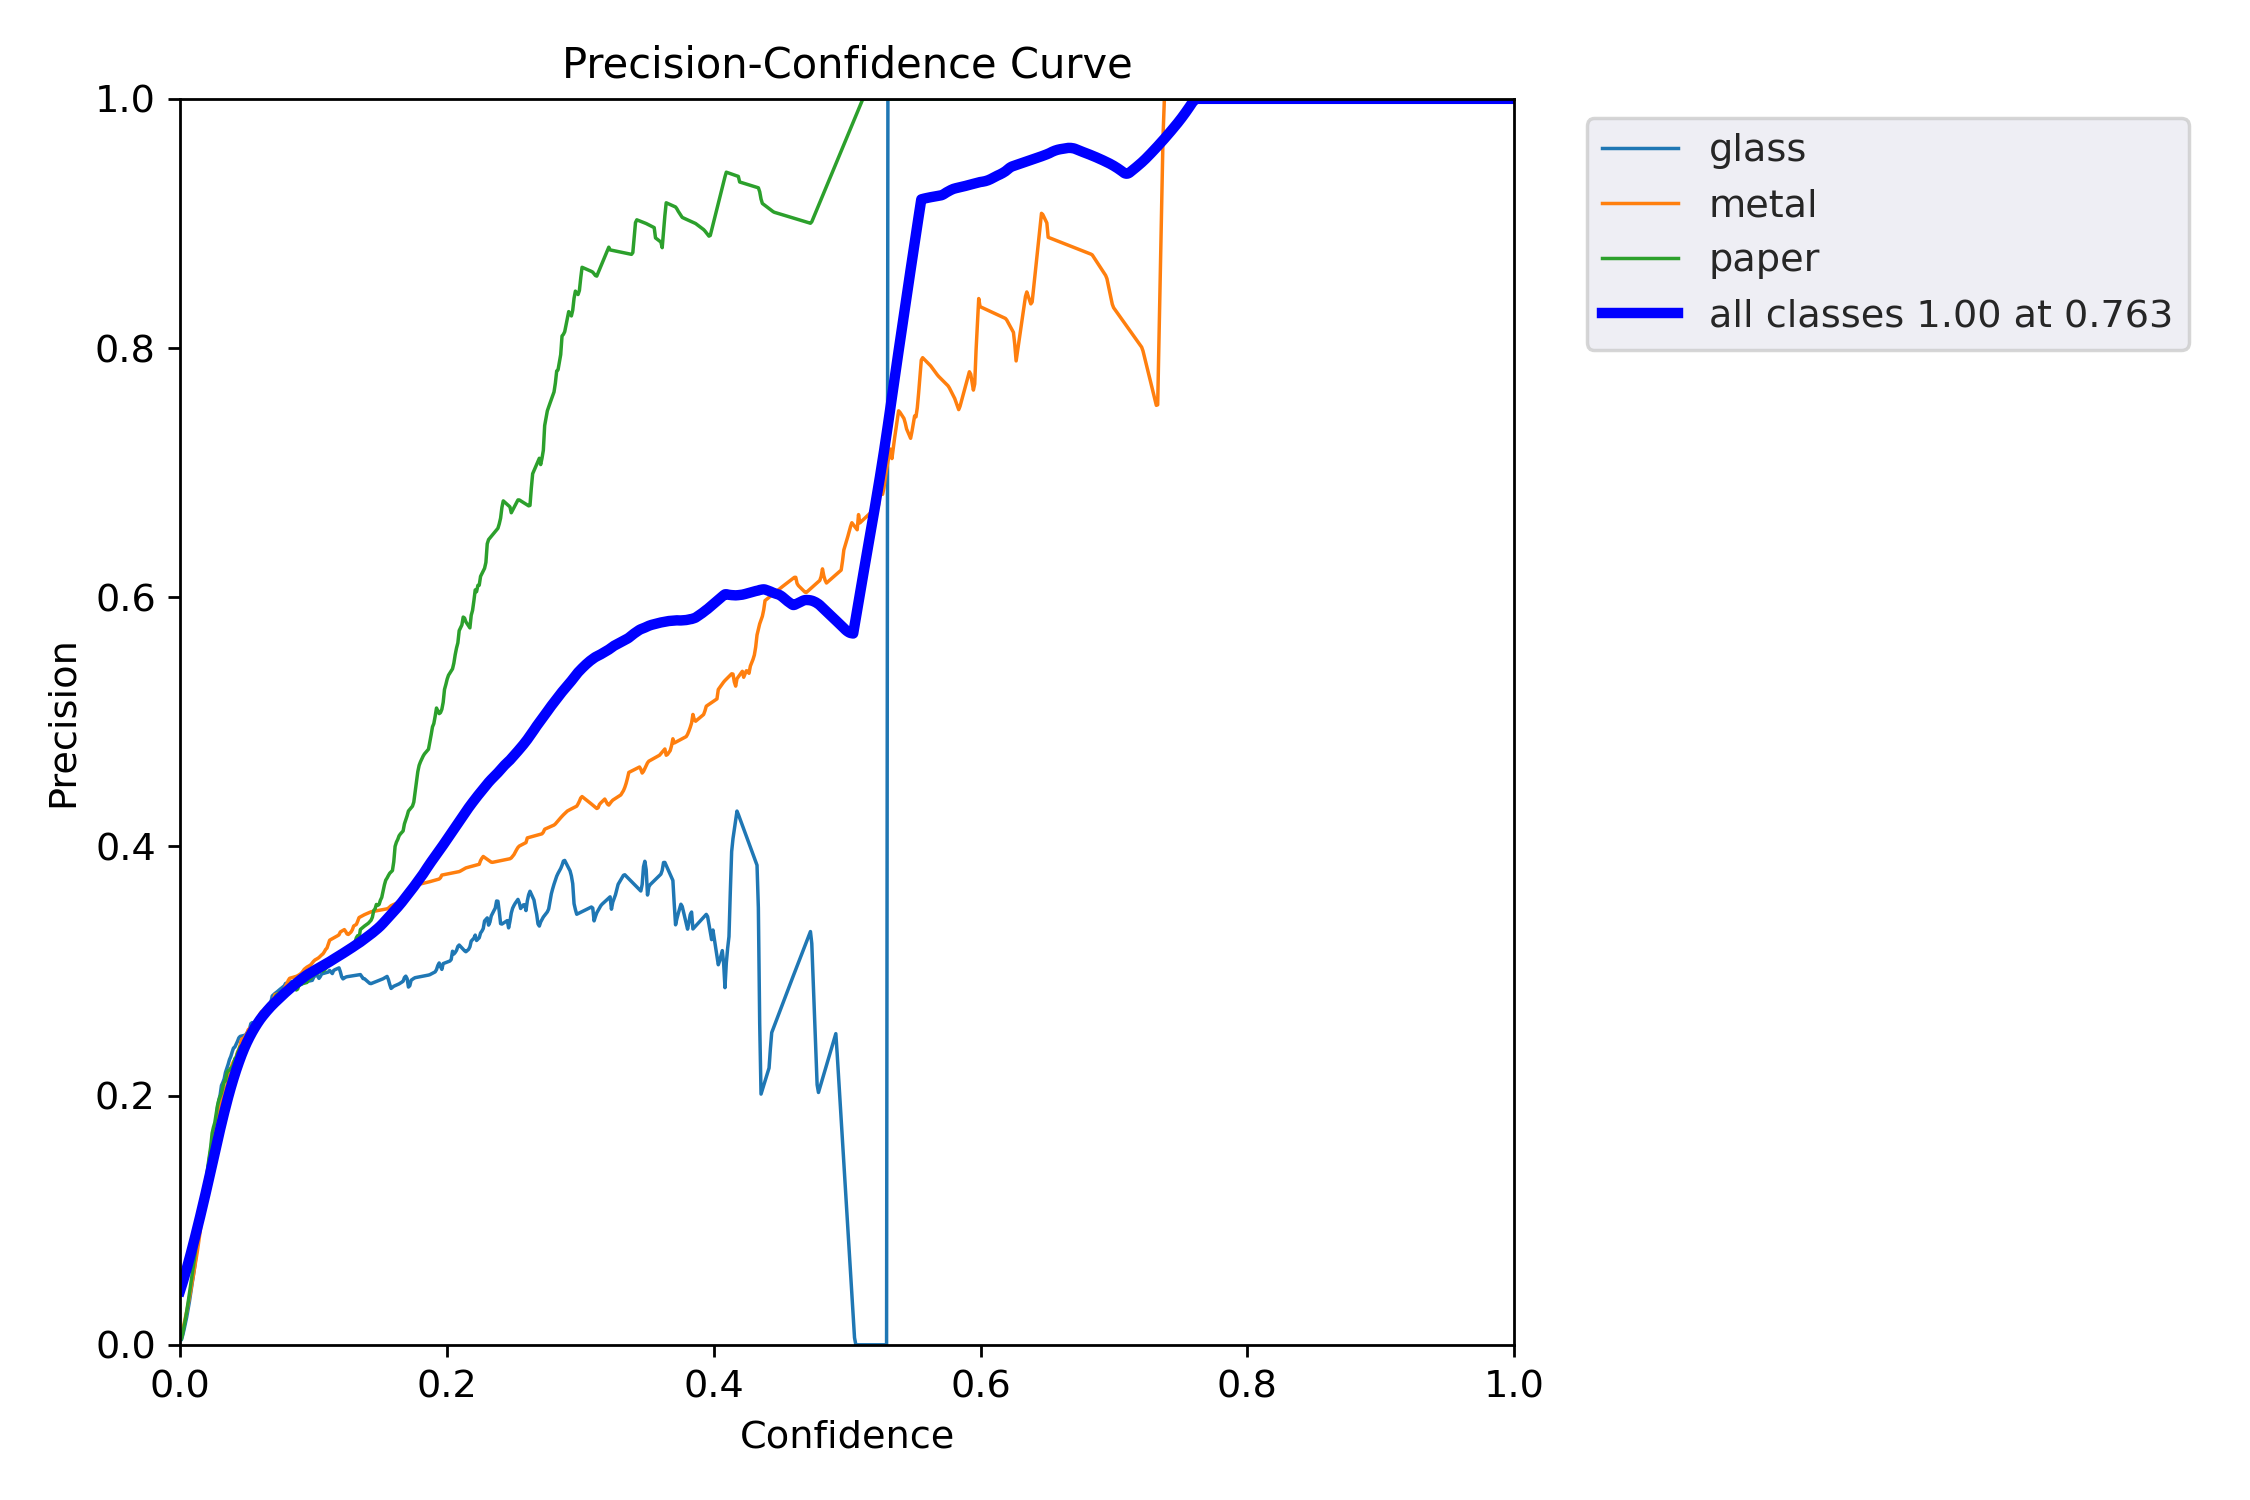 Precision-Confidence Curve
1.0
0.8
0.6
0.4
0.2
0.0
Precision
0.0 0.2 0.4 0.6 0.8 1.0
Confidence
glass
metal
paper
all classes 1.00 at 0.763